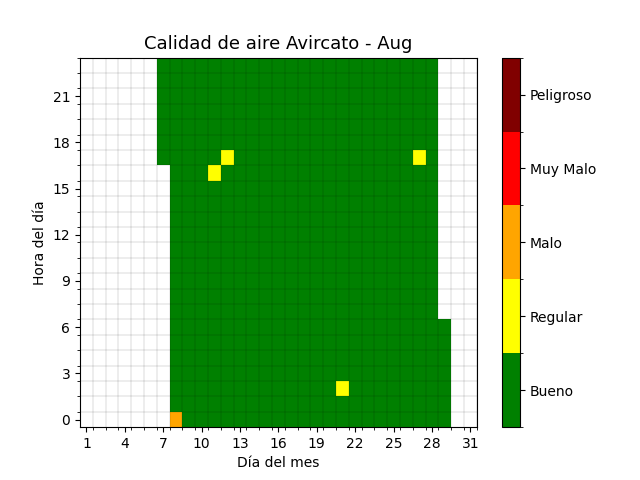 Calidad de aire Avircato - Aug
Hora del día
21
18
15
12
9
6
3
0
1 4 7 10 13 16 19 22 25 28 31
Día del mes
Peligroso
Muy Malo
Malo
Regular
Bueno